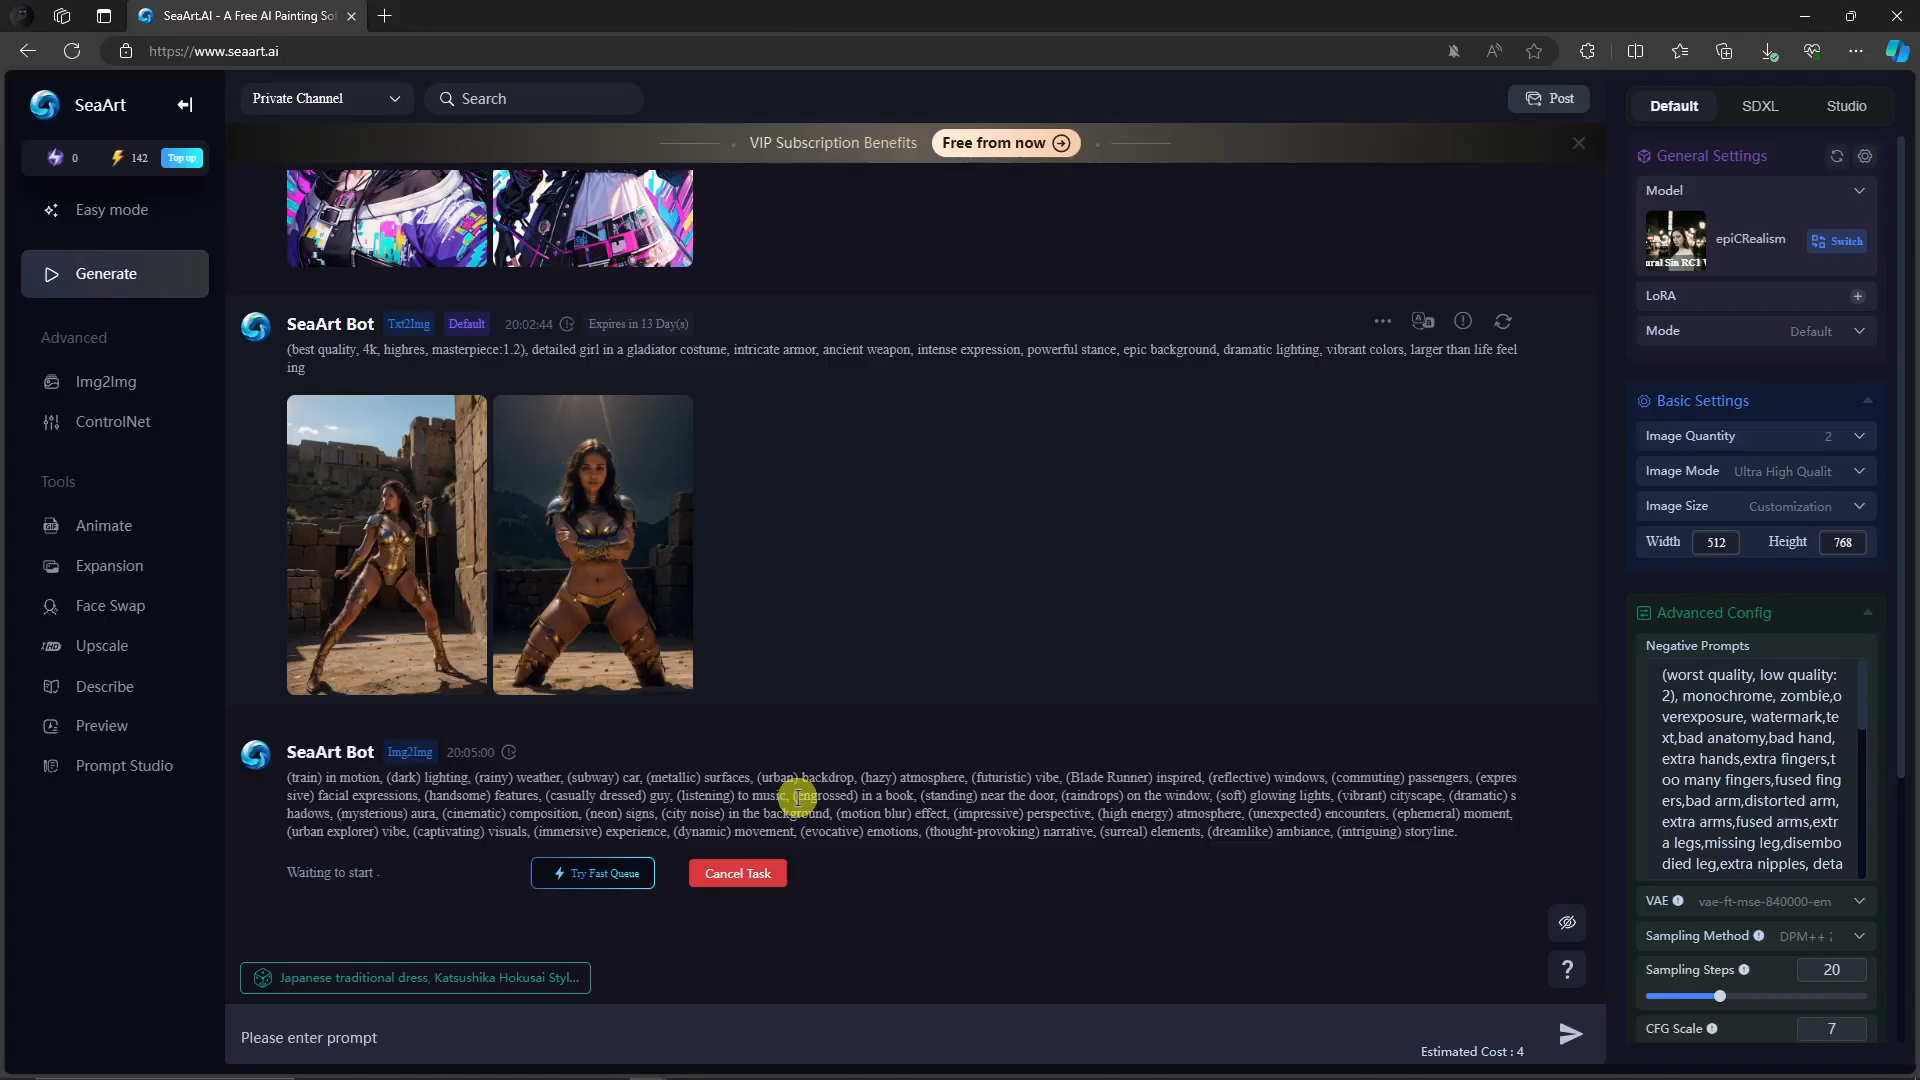 SeaArt.AI - A Free AI Painting Sol
https://www.seaart.ai
SeaArt
0
142
Top up
Easy mode
Generate
Advanced
Img2Img
ControlNet
Tools
Animate
Expansion
Face Swap
Upscale
Describe
Preview
Prompt Studio
Private Channel
Search
Post
VIP Subscription Benefits
Free from now
SeaArt Bot Txt2Img Default 20:02:44 Expires in 13 Day(s)
(best quality, 4k, highres, masterpiece:1.2), detailed girl in a gladiator costume, intricate armor, ancient weapon, intense expression, powerful stance, epic background, dramatic lighting, vibrant colors, larger than life feel
ing
SeaArt Bot Img2Img 20:05:00
(train) in motion, (dark) lighting, (rainy) weather, (subway) car, (metallic) surfaces, (urban) backdrop, (hazy) atmosphere, (futuristic) vibe, (Blade Runner) inspired, (reflective) windows, (commuting) passengers, (expres
sive) facial expressions, (handsome) features, (casually dressed) guy, (listening) to music, (engrossed) in a book, (standing) near the door, (raindrops) on the window, (soft) glowing lights, (vibrant) cityscape, (dramatic) s
hadows, (mysterious) aura, (cinematic) composition, (neon) signs, (city noise) in the background, (motion blur) effect, (impressive) perspective, (high energy) atmosphere, (unexpected) encounters, (ephemeral) moment,
(urban explorer) vibe, (captivating) visuals, (immersive) experience, (dynamic) movement, (evocative) emotions, (thought-provoking) narrative, (surreal) elements, (dreamlike) ambiance, (intriguing) storyline.
Waiting to start .
Try Fast Queue
Cancel Task
Japanese traditional dress, Katsushika Hokusai Styl...
Please enter prompt
Estimated Cost : 4
Default
SDXL
Studio
General Settings
Model
epiCRealism
Switch
ural Sin RC1 V
LoRA
Mode Default
Basic Settings
Image Quantity 2
Image Mode Ultra High Qualit
Image Size Customization
Width 512 Height 768
Advanced Config
Negative Prompts
(worst quality, low quality:
2), monochrome, zombie,o
verexposure, watermark,te
xt,bad anatomy,bad hand,
extra hands,extra fingers,t
oo many fingers,fused fing
ers,bad arm,distorted arm,
extra arms,fused arms,extr
a legs,missing leg,disembo
died leg,extra nipples, deta
VAE vae-ft-mse-840000-em
Sampling Method DPM++
Sampling Steps 20
CFG Scale 7